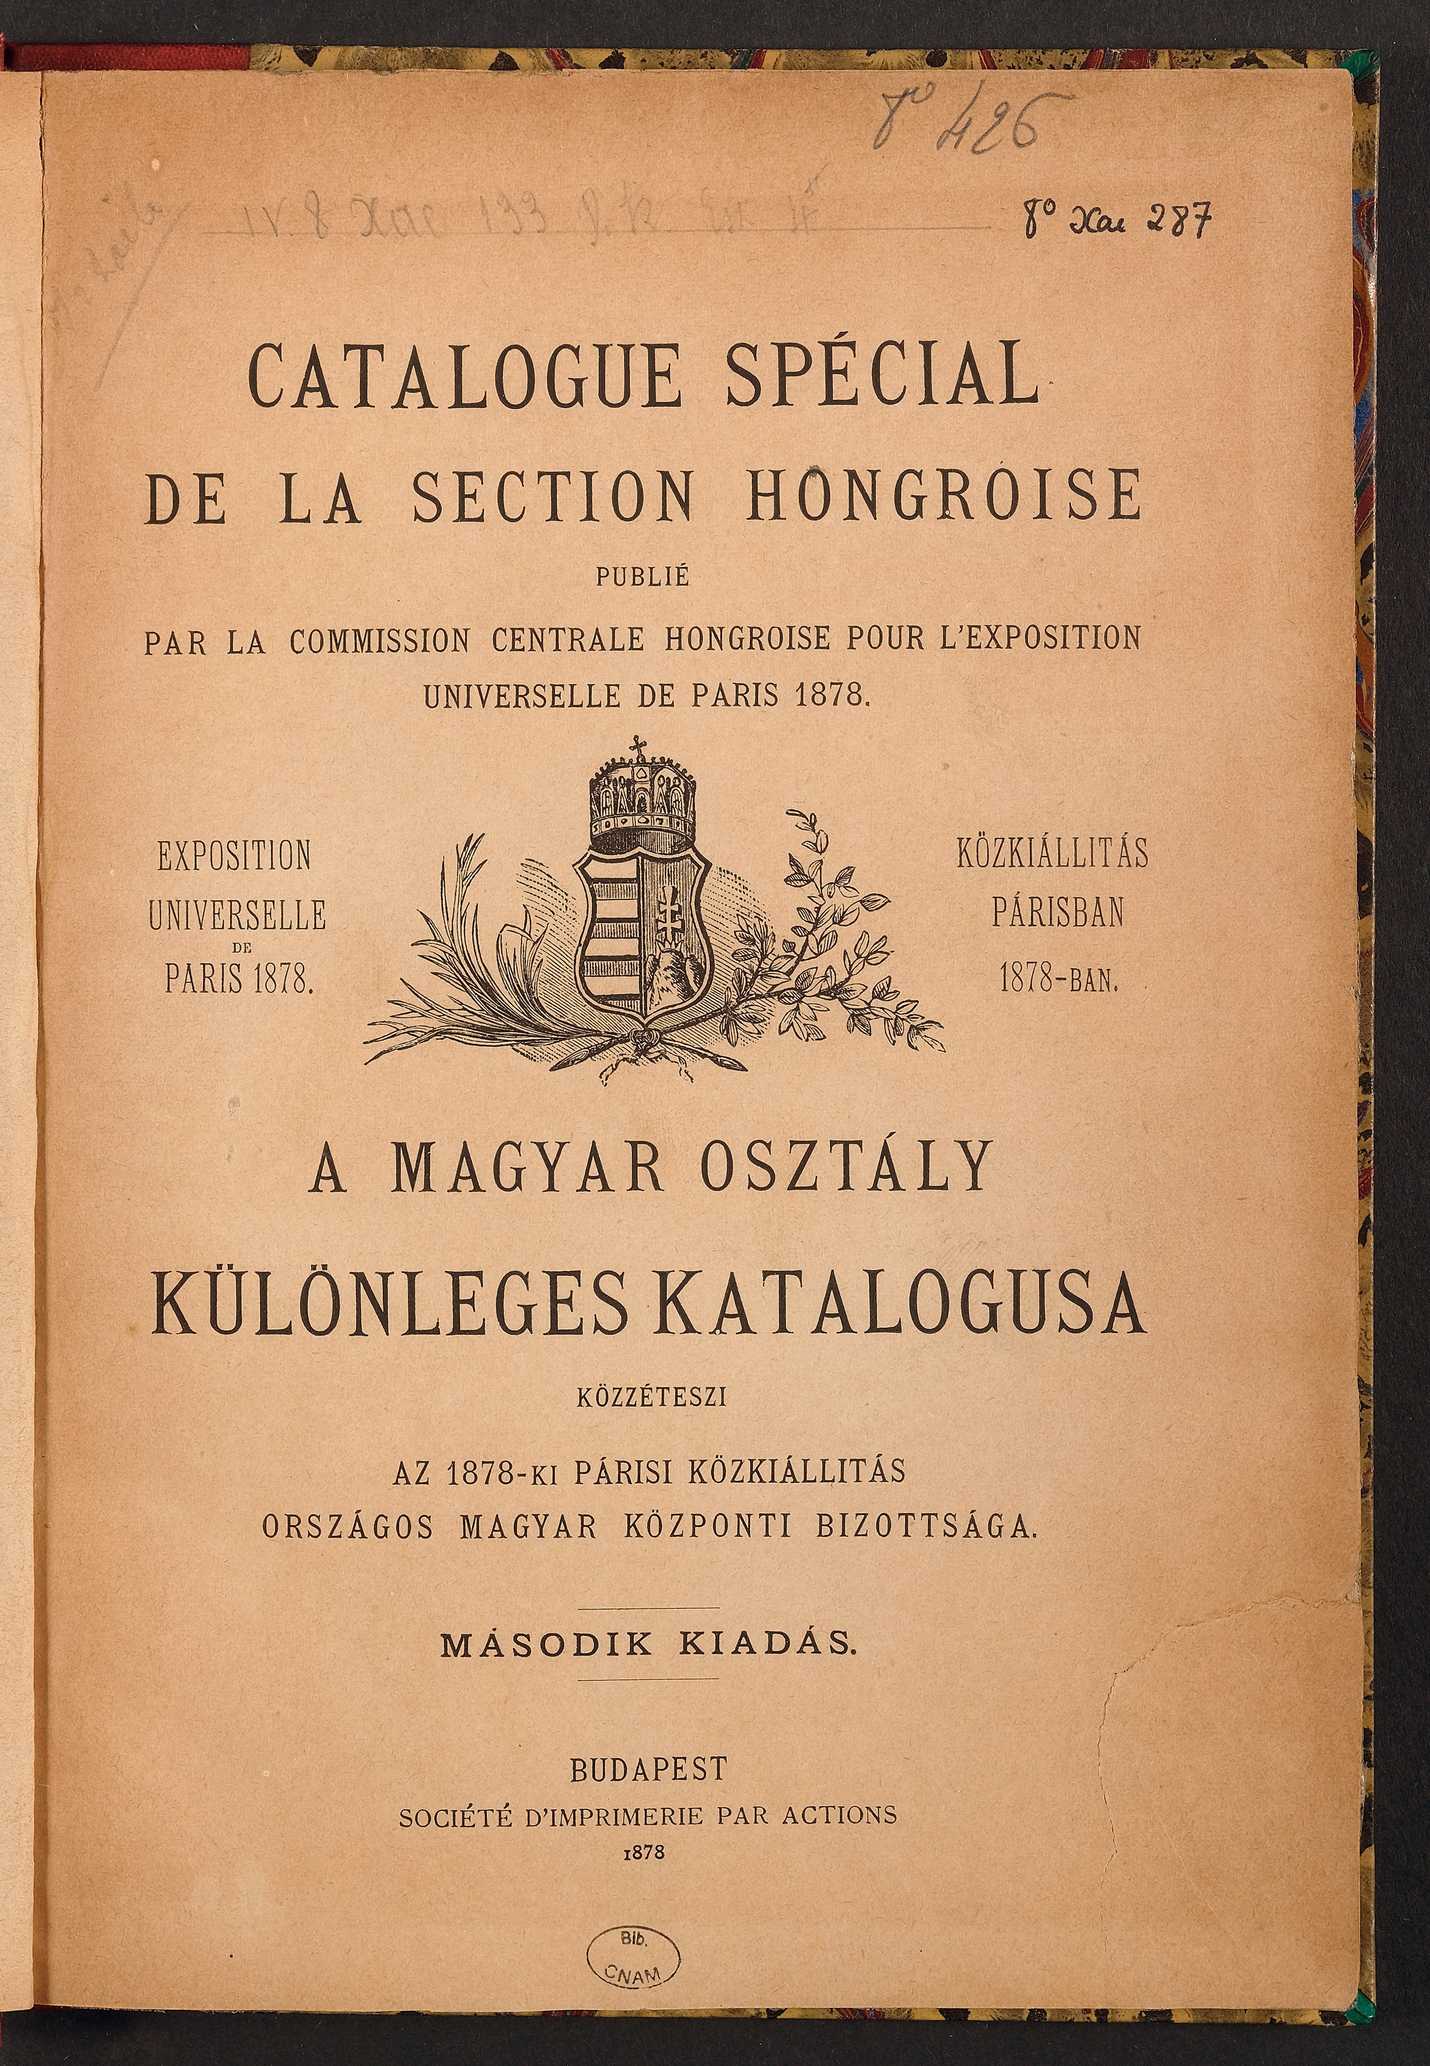 8° 426
8° Xae 287
CATALOGUE SPÉCIAL
DE LA SECTION HONGROISE
PUBLIÉ
PAR LA COMMISSION CENTRALE HONGROISE POUR L'EXPOSITION
UNIVERSELLE DE PARIS 1878.
EXPOSITION
UNIVERSELLE
DE
PARIS 1878.
KÖZKIÁLLITÁS
PÁRISBAN
1878-BAN.
A MAGYAR OSZTÁLY
KÜLÖNLEGES KATALOGUSA
KÖZZÉTESZI
AZ 1878-KI PÁRISI KÖZKIÁLLITÁS
ORSZÁGOS MAGYAR KÖZPONTI BIZOTTSÁGA.
MÁSODIK KIADÁS.
BUDAPEST
SOCIÉTÉ D'IMPRIMERIE PAR ACTIONS
1878
Bib.
CNAM